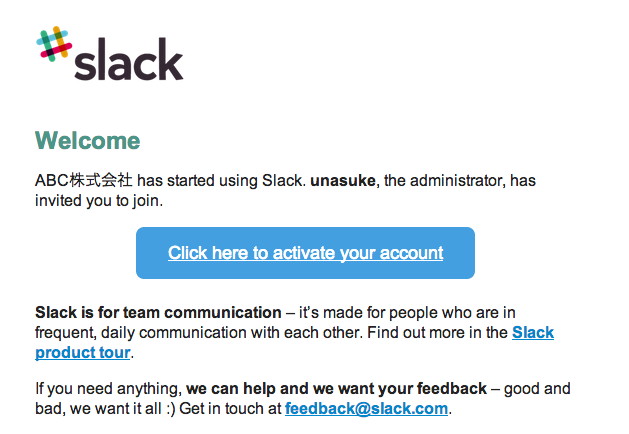 slack
Welcome
ABC株式会社 has started using Slack. unasuke, the administrator, has
invited you to join.
Click here to activate your account
Slack is for team communication – it’s made for people who are in
frequent, daily communication with each other. Find out more in the Slack
product tour.
If you need anything, we can help and we want your feedback – good and
bad, we want it all :) Get in touch at feedback@slack.com.